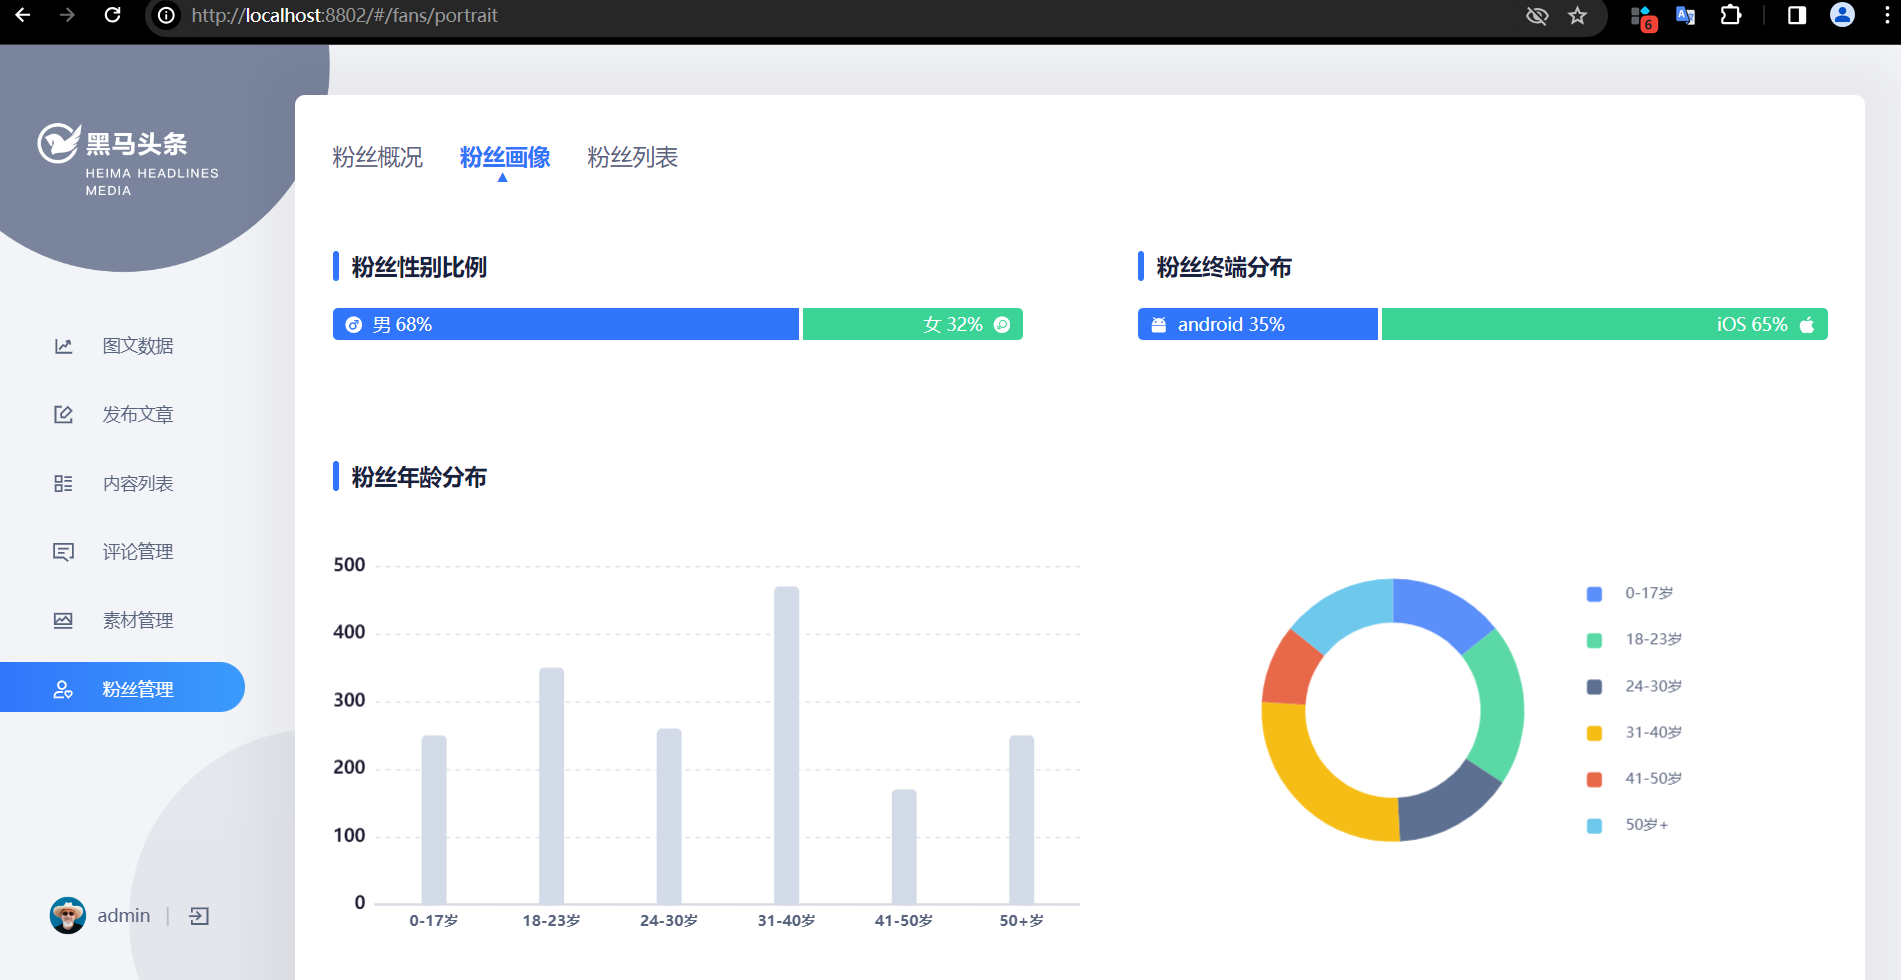 http://localhost:8802/#/fans/portrait
6
黑马头条
HEIMA HEADLINES
MEDIA
图文数据
发布文章
内容列表
评论管理
素材管理
粉丝管理
admin
粉丝概况 粉丝画像 粉丝列表
粉丝性别比例
男 68% 女 32%
粉丝终端分布
android 35% iOS 65%
粉丝年龄分布
500
400
300
200
100
0
0-17岁 18-23岁 24-30岁 31-40岁 41-50岁 50+岁
0-17岁
18-23岁
24-30岁
31-40岁
41-50岁
50岁+